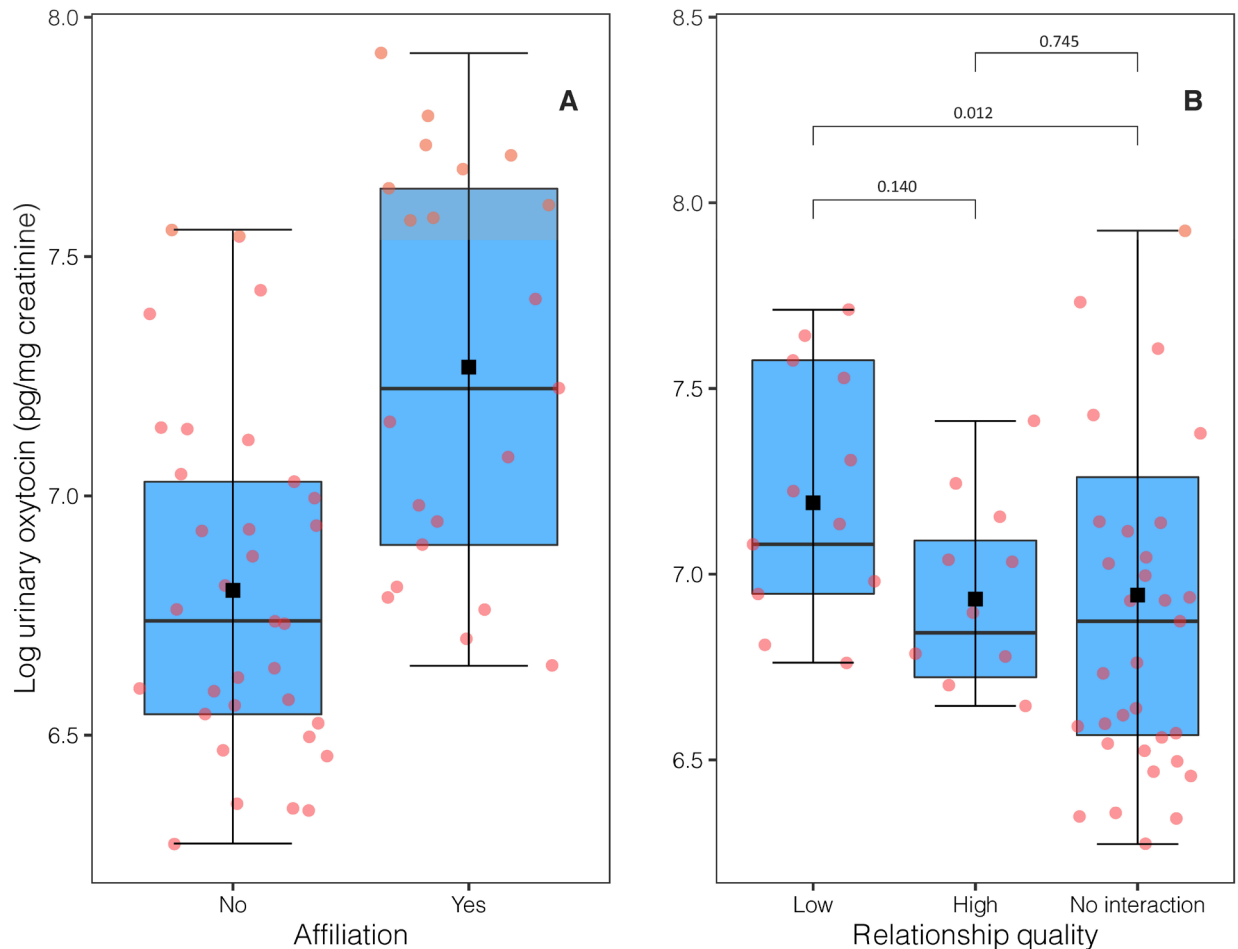 Log urinary oxytocin (pg/mg creatinine)
8.0
7.5
7.0
6.5
A
No
Yes
Affiliation
8.5
8.0
7.5
7.0
6.5
0.745
B
0.012
0.140
Low
High
No interaction
Relationship quality